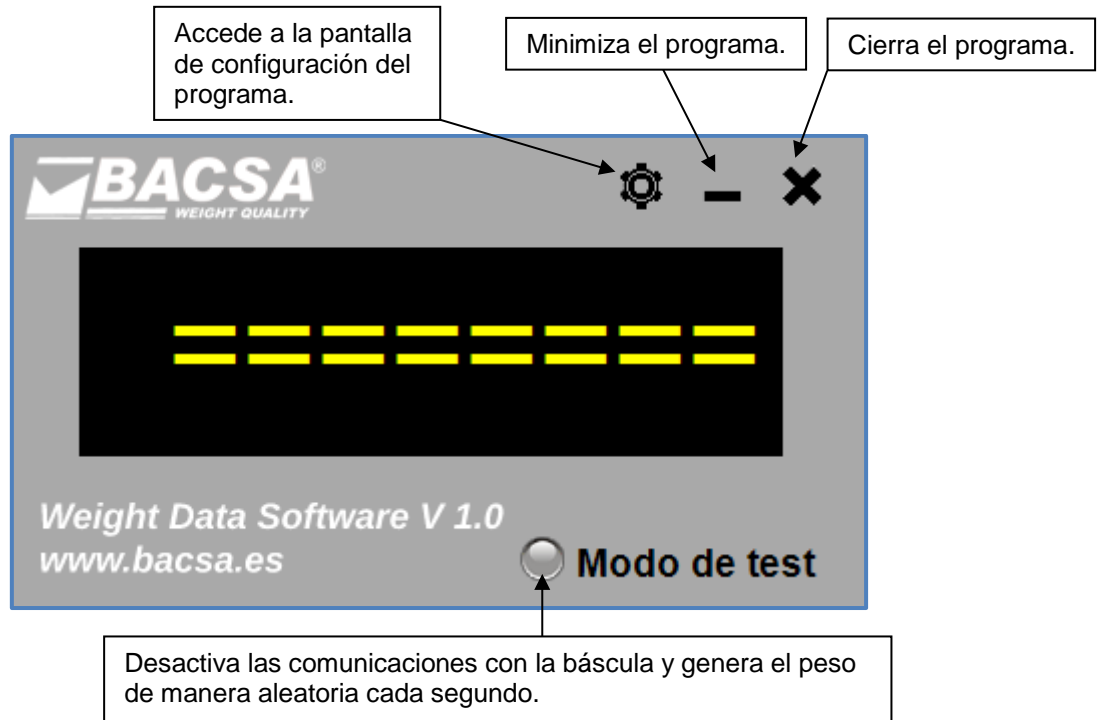 Accede a la pantalla
de configuración del
programa.
Minimiza el programa.
Cierra el programa.
BACSA®
WEIGHT QUALITY
Weight Data Software V 1.0
www.bacsa.es
Modo de test
Desactiva las comunicaciones con la báscula y genera el peso
de manera aleatoria cada segundo.